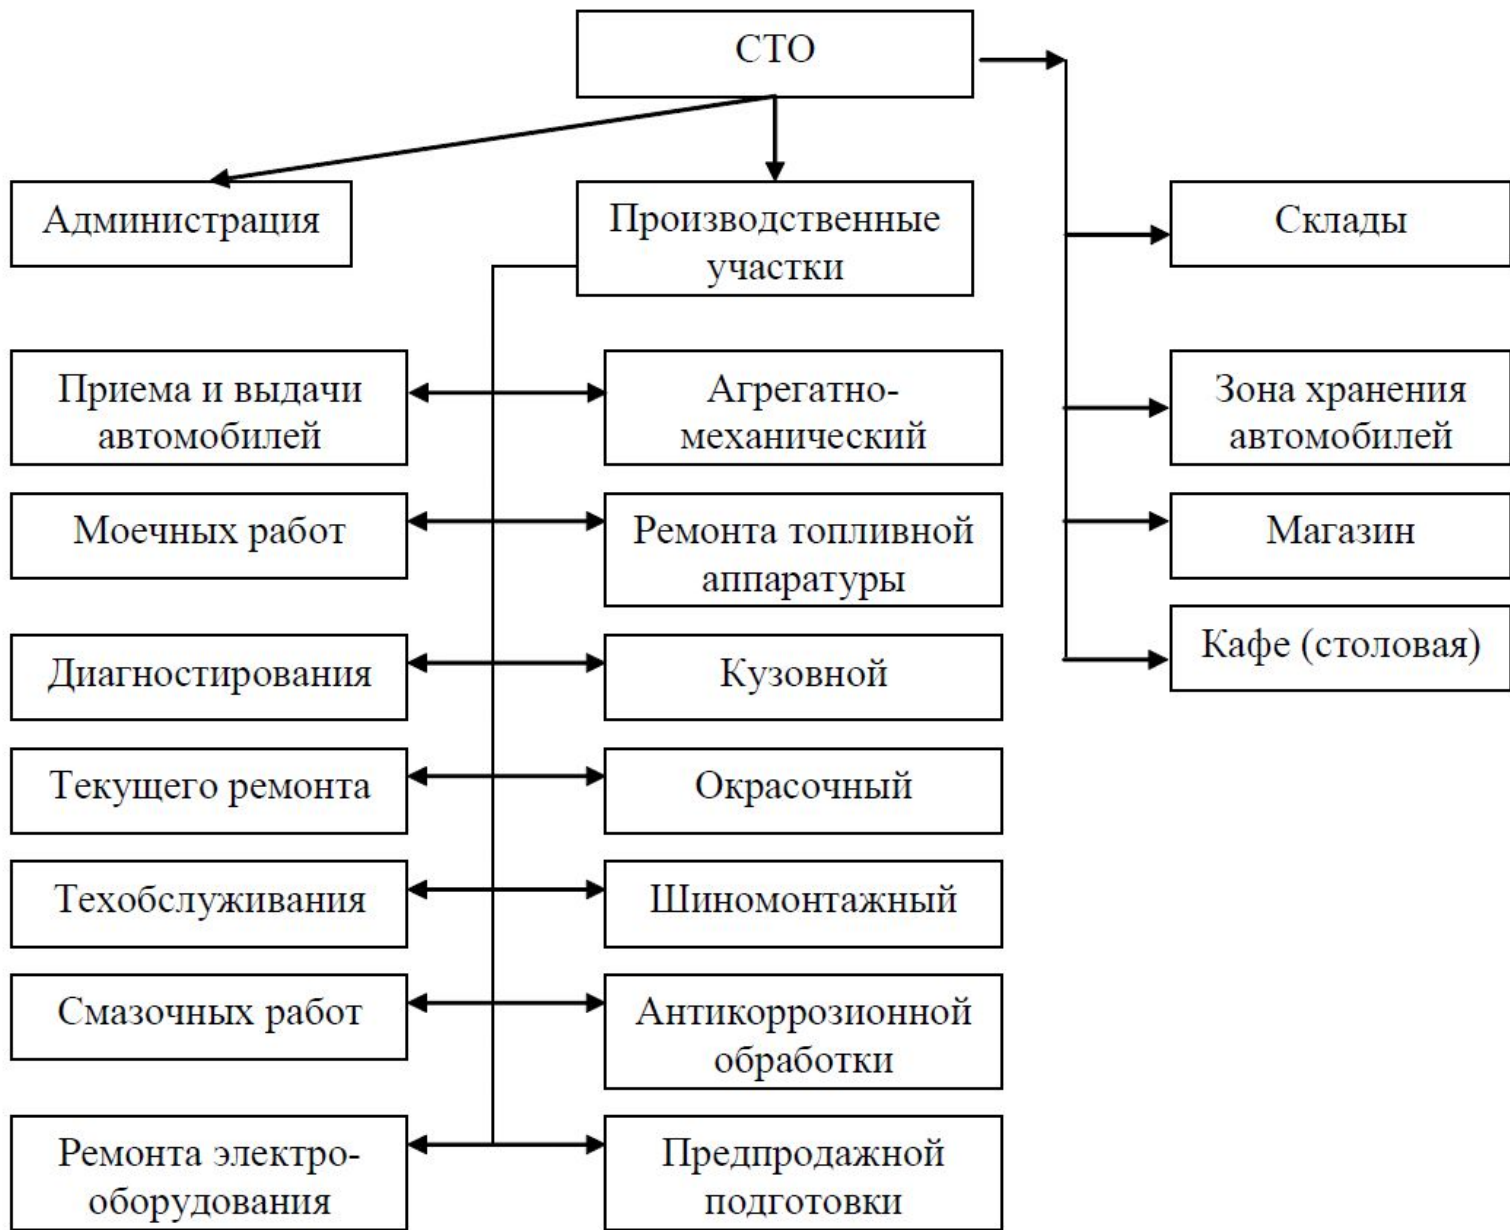 СТО
Администрация
Производственные
участки
Склады
Приема и выдачи
автомобилей
Агрегатно-
механический
Зона хранения
автомобилей
Моечных работ
Ремонта топливной
аппаратуры
Магазин
Диагностирования
Кузовной
Кафе (столовая)
Текущего ремонта
Окрасочный
Техобслуживания
Шиномонтажный
Смазочных работ
Антикоррозионной
обработки
Ремонта электро-
оборудования
Предпродажной
подготовки